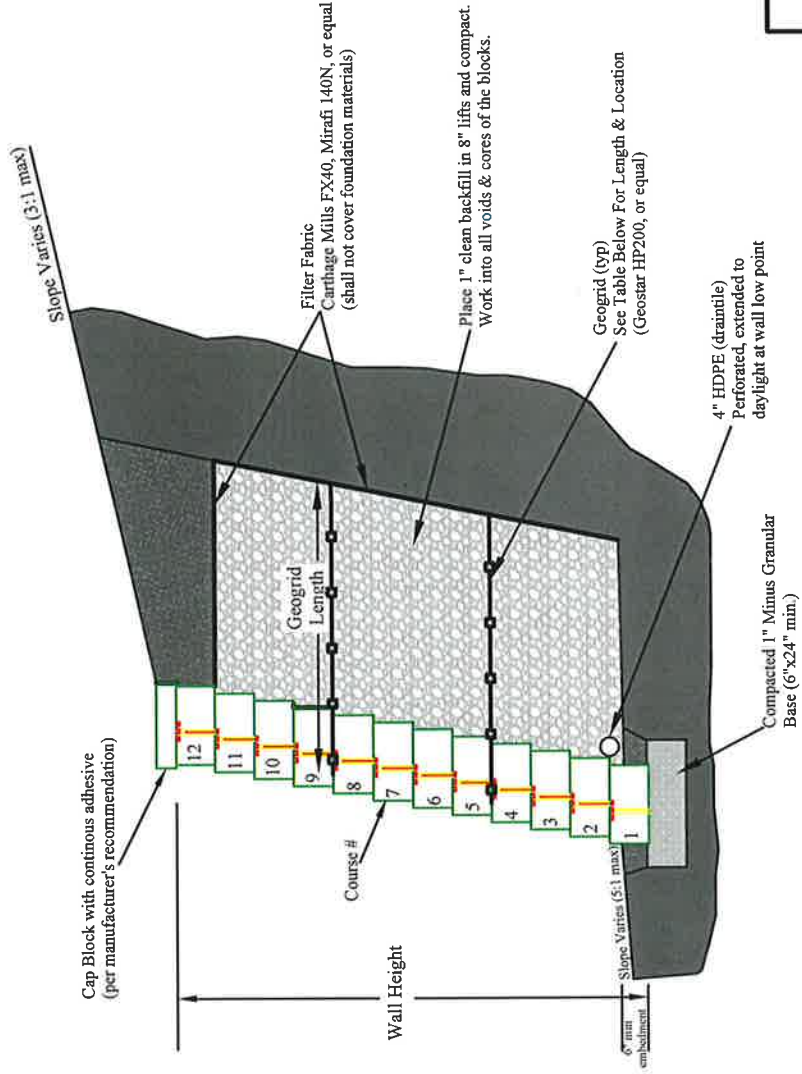 Slope Varies (3:1 max)
Cap Block with continous adhesive
(per manufacturer's recommendation)
Filter Fabric
Carthage Mills FX40, Mirafi 140N, or equal
(shall not cover foundation materials)
Place 1" clean backfill in 8" lifts and compact.
Work into all voids & cores of the blocks.
Geogrid (typ)
See Table Below For Length & Location
(Geostar HP200, or equal)
4" HDPE (draintile)
Perforated, extended to
daylight at wall low point
Compacted 1" Minus Granular
Base (6"x24" min.)
Geogrid
Length
Course #
Wall Height
12
11
10
9
8
7
6
5
4
3
2
1
Slope Varies (5:1 max)
6" min
embedment